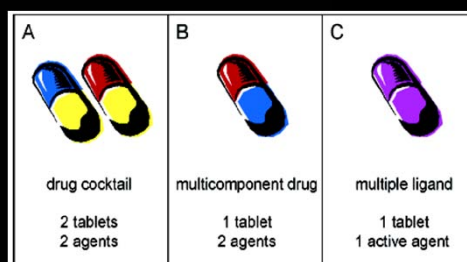 A
drug cocktail
2 tablets
2 agents
B
multicomponent drug
1 tablet
2 agents
C
multiple ligand
1 tablet
1 active agent